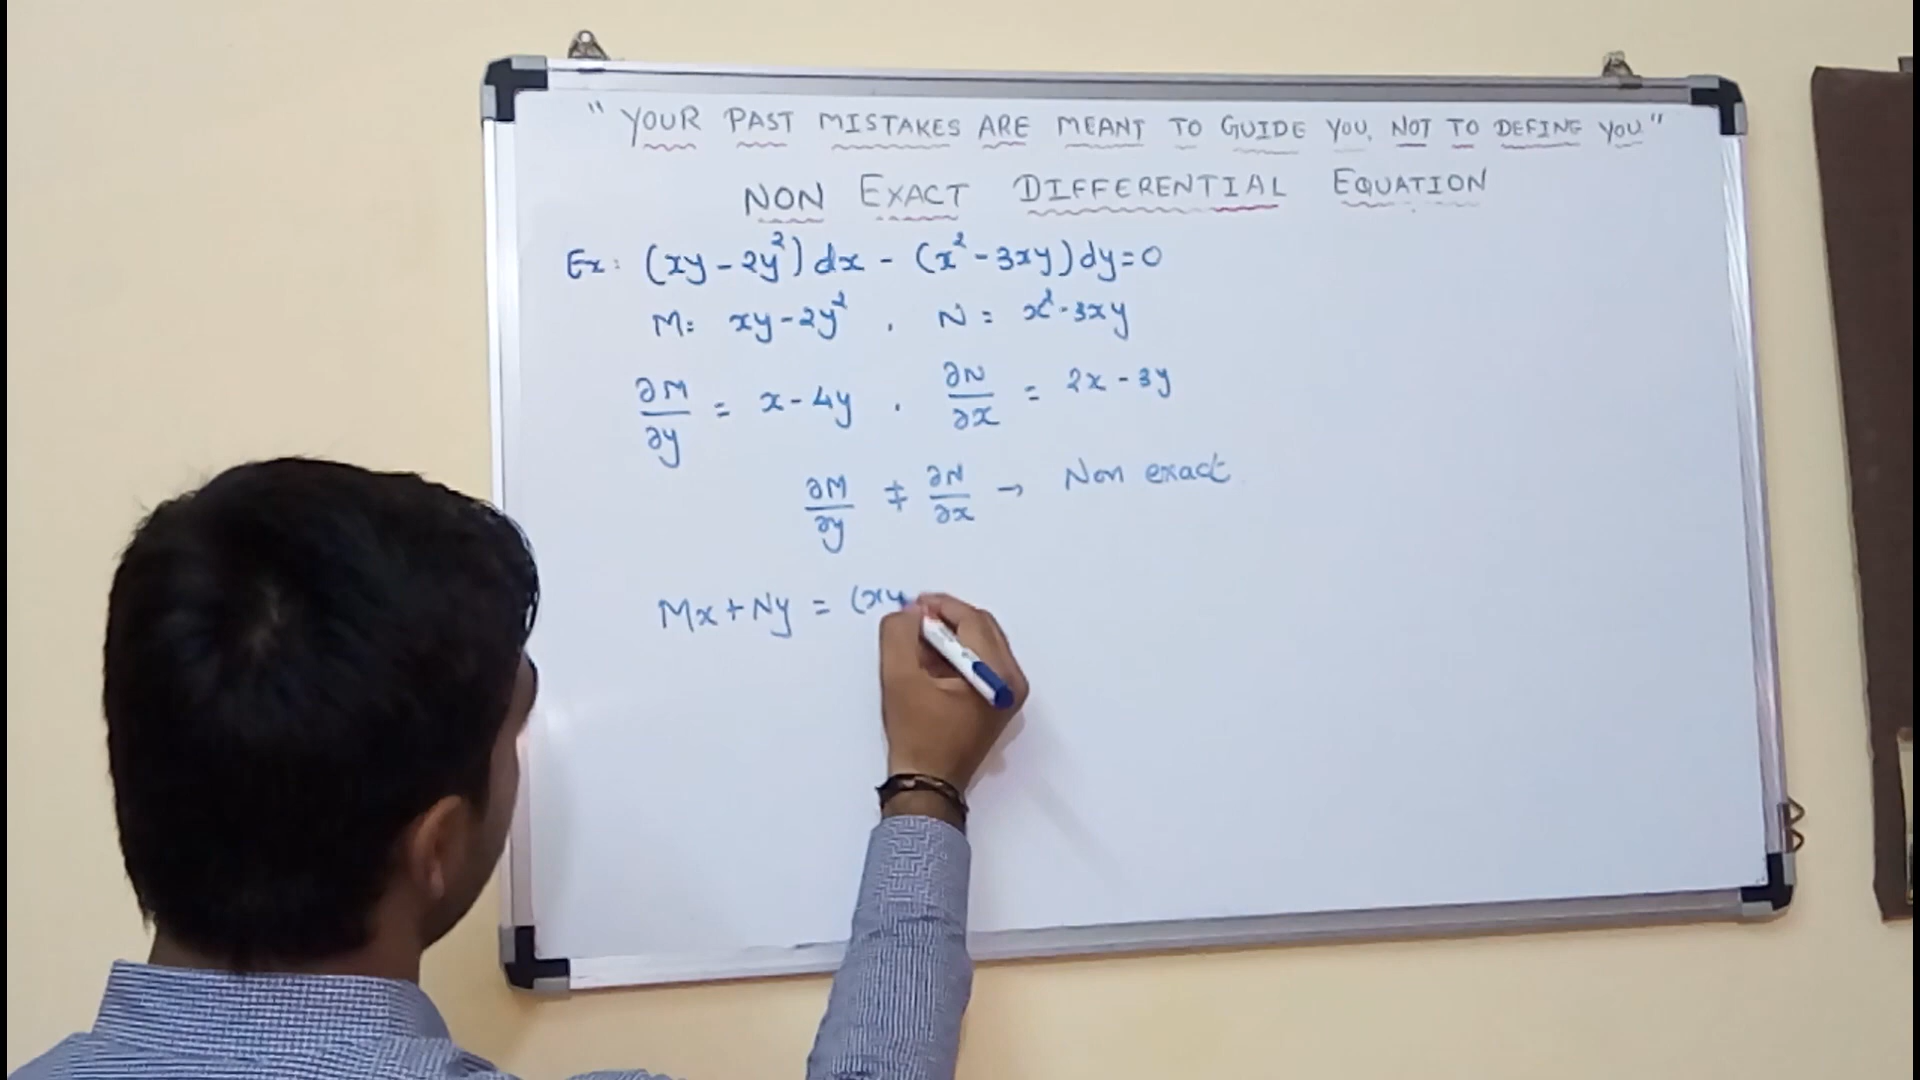 " YOUR PAST MISTAKES ARE MEANT TO GUIDE YOU, NOT TO DEFINE YOU "
NON EXACT DIFFERENTIAL EQUATION
Ex: (xy - 2y²) dx - (x² - 3xy) dy = 0
M = xy - 2y² , N = x² - 3xy
∂M/∂y = x - 4y , ∂N/∂x = 2x - 3y
∂M/∂y ≠ ∂N/∂x → Non exact
Mx + Ny = (xy